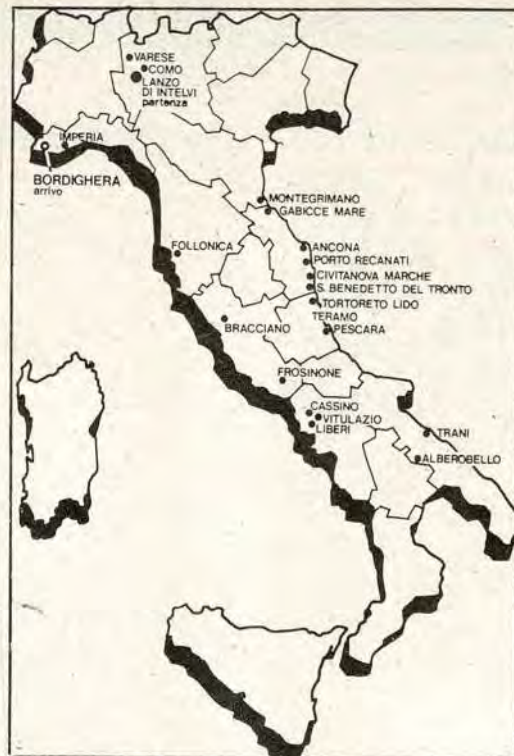 VARESE
COMO
LANZO
DI INTELVI
partenza
IMPERIA
BORDIGHERA
arrivo
MONTEGRIMANO
GABICCE MARE
FOLLONICA
ANCONA
PORTO RECANATI
CIVITANOVA MARCHE
S. BENEDETTO DEL TRONTO
TORTORETO LIDO
TERAMO
BRACCIANO
PESCARA
FROSINONE
CASSINO
VITULAZIO
LIBERI
TRANI
ALBEROBELLO